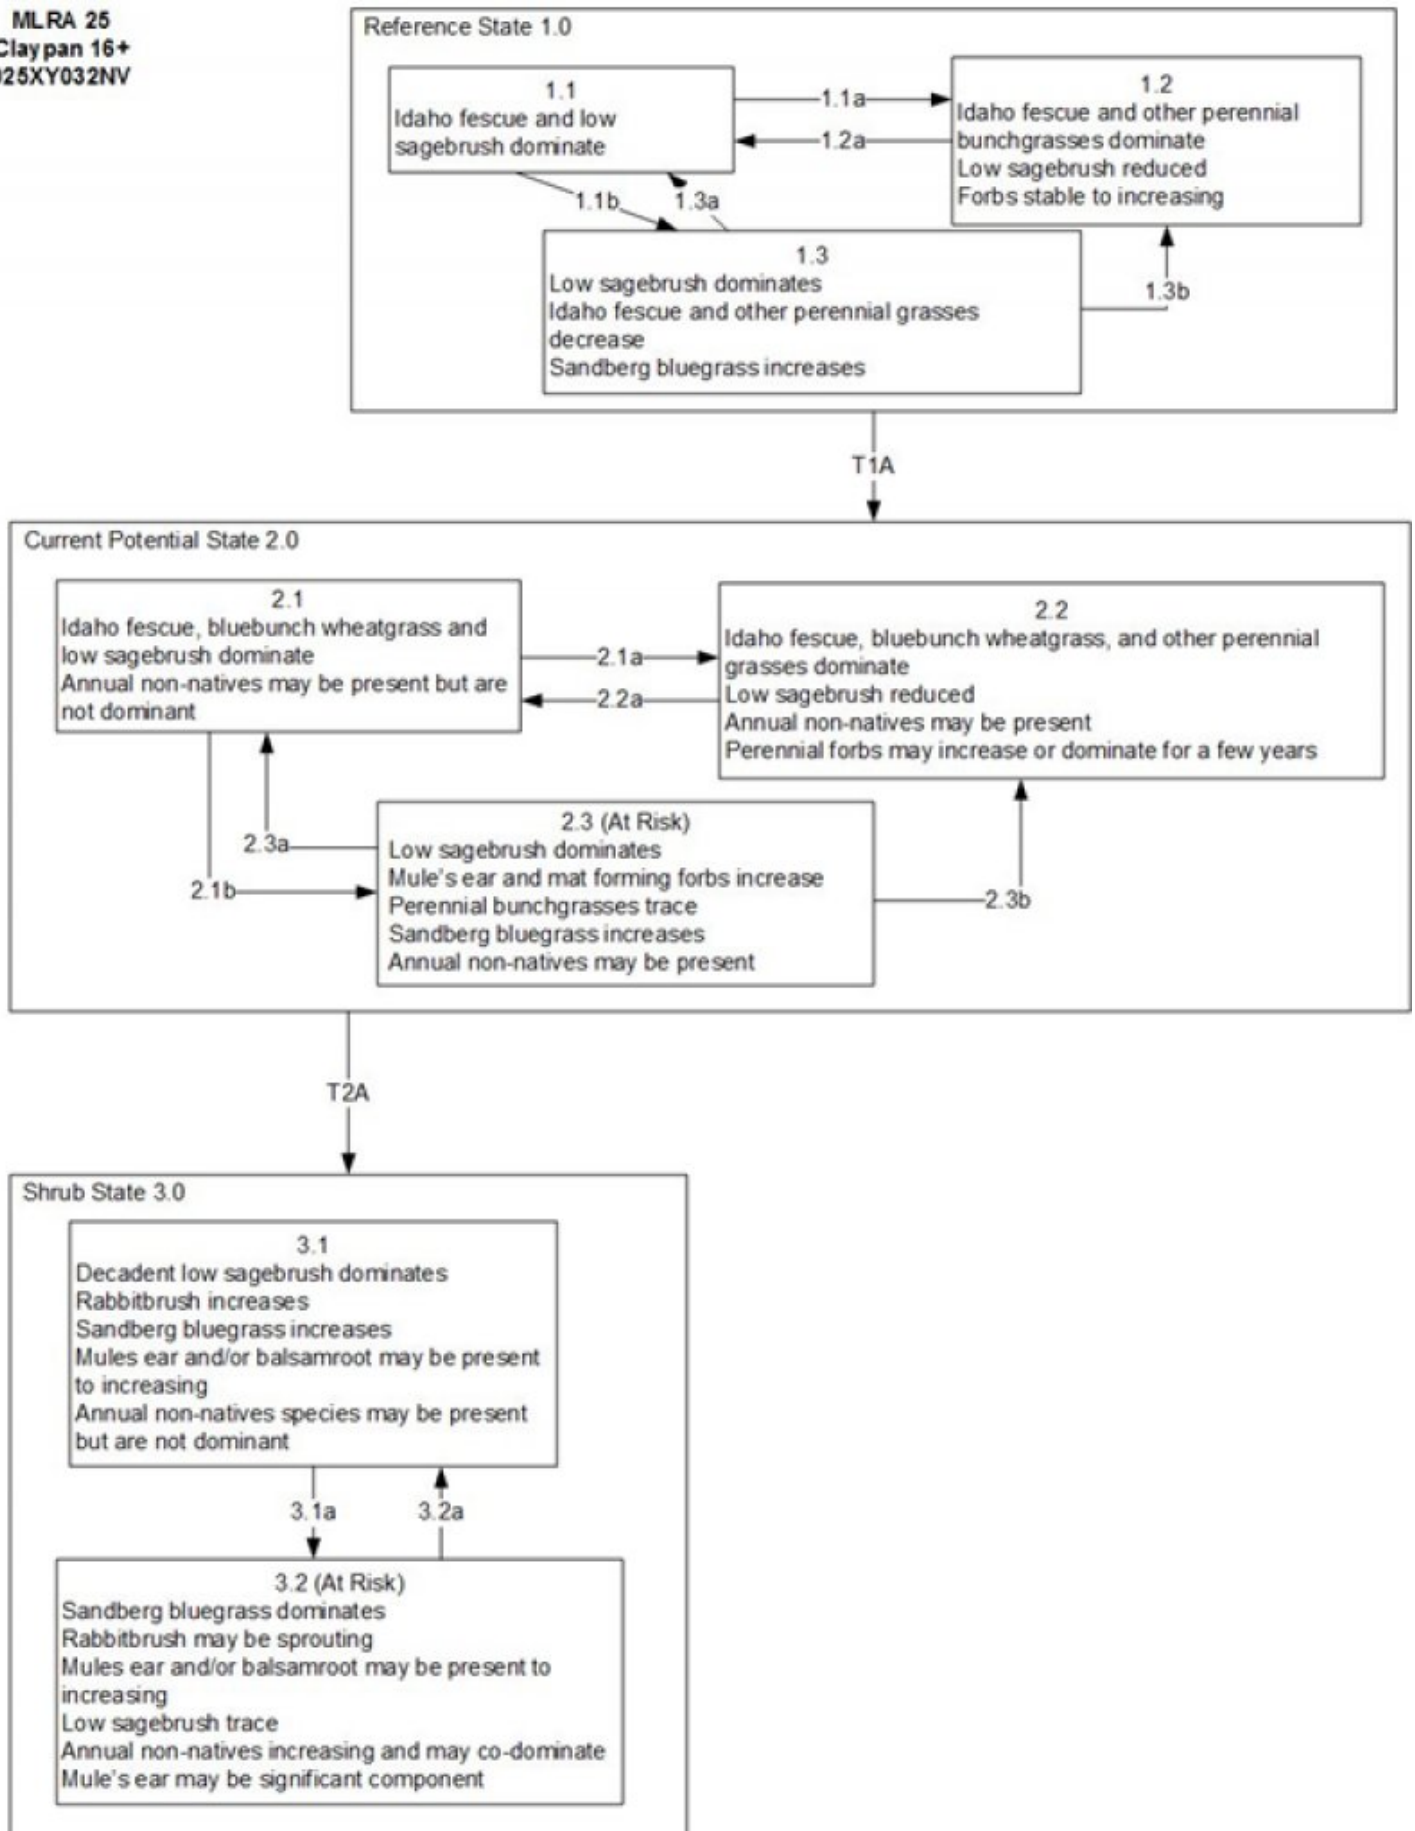 MLRA 25
Claypan 16+
025XY032NV
Reference State 1.0
1.1
Idaho fescue and low
sagebrush dominate
1.1a
1.2a
1.2
Idaho fescue and other perennial
bunchgrasses dominate
Low sagebrush reduced
Forbs stable to increasing
1.1b
1.3a
1.3
Low sagebrush dominates
Idaho fescue and other perennial grasses
decrease
Sandberg bluegrass increases
1.3b
T1A
Current Potential State 2.0
2.1
Idaho fescue, bluebunch wheatgrass and
low sagebrush dominate
Annual non-natives may be present but are
not dominant
2.1a
2.2a
2.2
Idaho fescue, bluebunch wheatgrass, and other perennial
grasses dominate
Low sagebrush reduced
Annual non-natives may be present
Perennial forbs may increase or dominate for a few years
2.3a
2.1b
2.3 (At Risk)
Low sagebrush dominates
Mule's ear and mat forming forbs increase
Perennial bunchgrasses trace
Sandberg bluegrass increases
Annual non-natives may be present
2.3b
T2A
Shrub State 3.0
3.1
Decadent low sagebrush dominates
Rabbitbrush increases
Sandberg bluegrass increases
Mules ear and/or balsamroot may be present
to increasing
Annual non-natives species may be present
but are not dominant
3.1a
3.2a
3.2 (At Risk)
Sandberg bluegrass dominates
Rabbitbrush may be sprouting
Mules ear and/or balsamroot may be present to
increasing
Low sagebrush trace
Annual non-natives increasing and may co-dominate
Mule's ear may be significant component